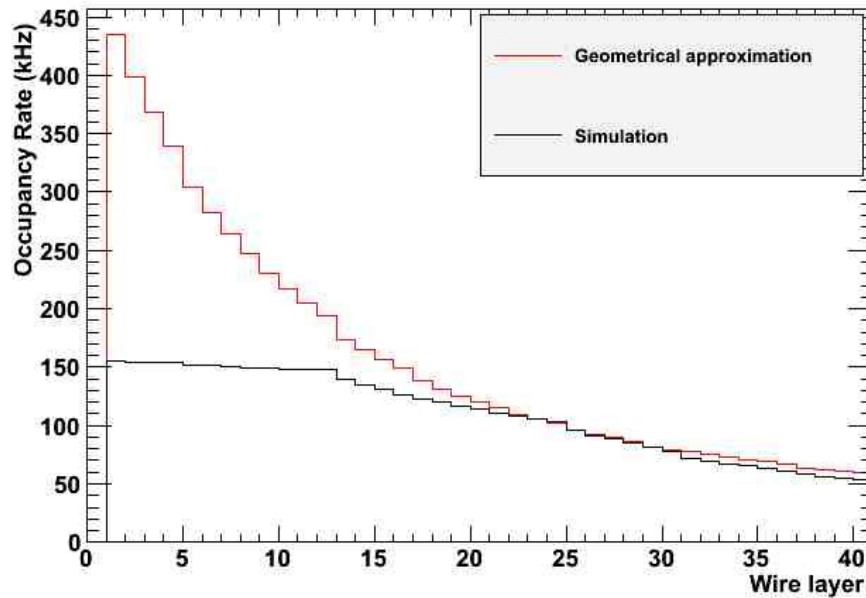 Occupancy Rate (kHz)
450
400
350
300
250
200
150
100
50
0
Geometrical approximation
Simulation
0 5 10 15 20 25 30 35 40
Wire layer